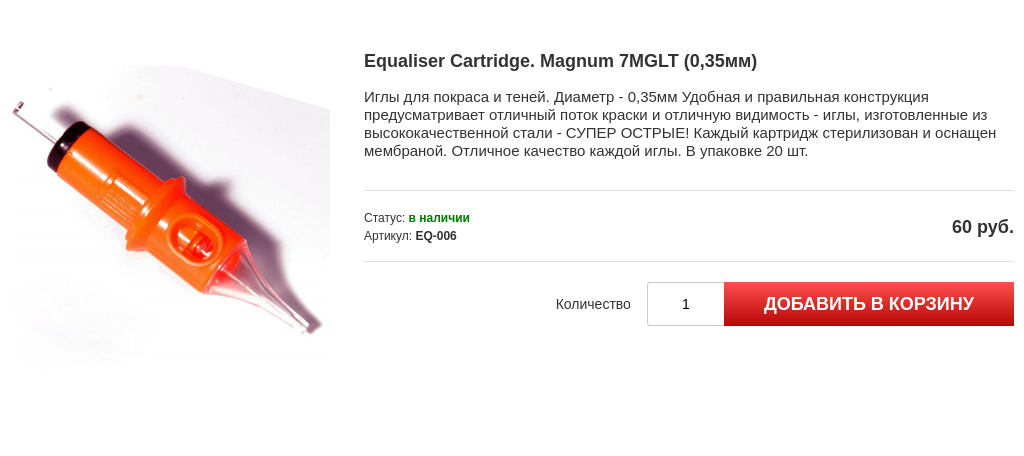 Equaliser Cartridge. Magnum 7MGLT (0,35мм)
Иглы для покраса и теней. Диаметр - 0,35мм Удобная и правильная конструкция
предусматривает отличный поток краски и отличную видимость - иглы, изготовленные из
высококачественной стали - СУПЕР ОСТРЫЕ! Каждый картридж стерилизован и оснащен
мембраной. Отличное качество каждой иглы. В упаковке 20 шт.
Статус: в наличии
Артикул: EQ-006
60 руб.
Количество
1
ДОБАВИТЬ В КОРЗИНУ